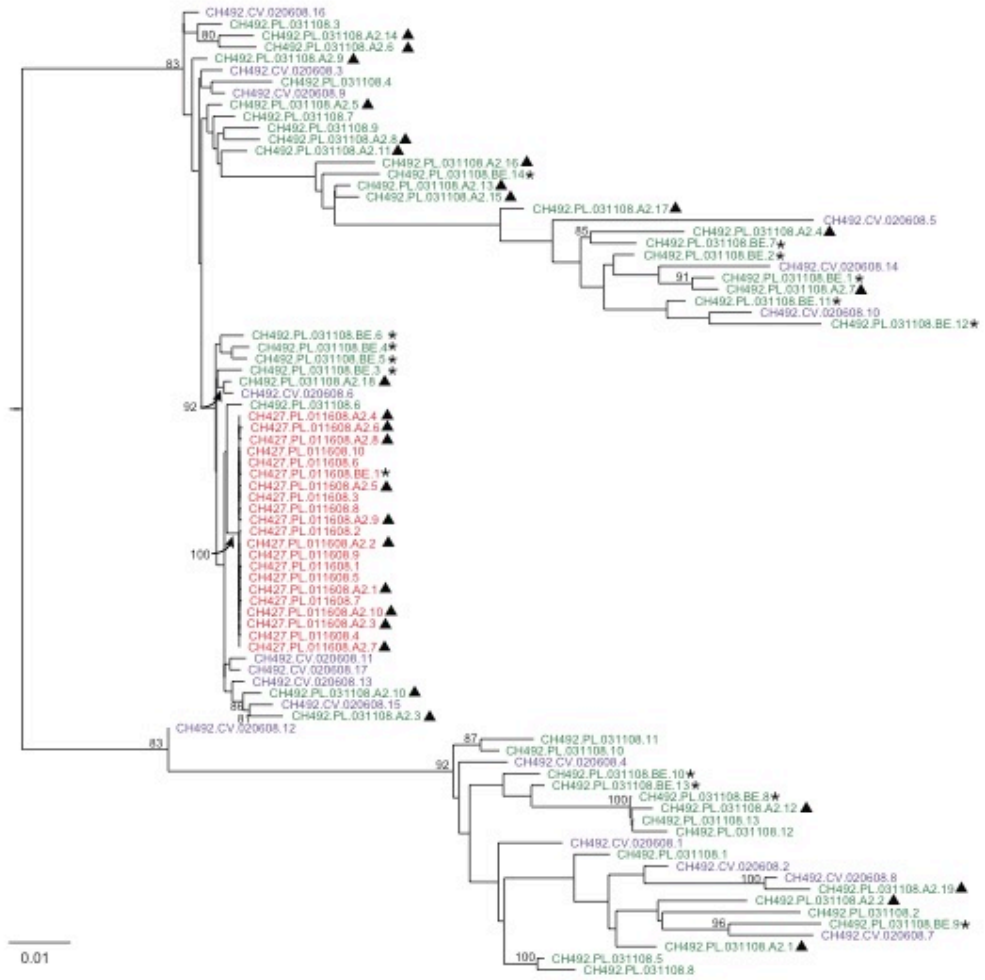 CH492.CV.020608.16
CH492.PL.031108.3
80
CH492.PL.031108.A2.14▲
CH492.PL.031108.A2.6▲
CH492.PL.031108.A2.9▲
83
CH492.CV.020608.3
CH492.PL.031108.4
CH492.CV.020608.9
CH492.PL.031108.A2.5▲
CH492.PL.031108.7
CH492.PL.031108.9
CH492.PL.031108.A2.8▲
CH492.PL.031108.A2.11▲
CH492.PL.031108.A2.16▲
CH492.PL.031108.BE.14*
CH492.PL.031108.A2.13▲
CH492.PL.031108.A2.15▲
CH492.PL.031108.A2.17▲
CH492.CV.020608.5
85
CH492.PL.031108.A2.4▲
CH492.PL.031108.BE.7*
CH492.PL.031108.BE.2*
CH492.CV.020608.14
91
CH492.PL.031108.BE.1*
CH492.PL.031108.A2.7▲
CH492.PL.031108.BE.11*
CH492.CV.020608.10
CH492.PL.031108.BE.12*
CH492.PL.031108.BE.6*
CH492.PL.031108.BE.4*
CH492.PL.031108.BE.5*
CH492.PL.031108.BE.3*
CH492.PL.031108.A2.18▲
CH492.CV.020608.6
92
CH492.PL.031108.6
CH427.PL.011608.A2.4▲
CH427.PL.011608.A2.6▲
CH427.PL.011608.A2.8▲
CH427.PL.011608.10
CH427.PL.011608.6
CH427.PL.011608.BE.1*
CH427.PL.011608.A2.5▲
CH427.PL.011608.3
CH427.PL.011608.8
CH427.PL.011608.A2.9▲
CH427.PL.011608.2
CH427.PL.011608.A2.2▲
100
CH427.PL.011608.9
CH427.PL.011608.1
CH427.PL.011608.5
CH427.PL.011608.A2.1▲
CH427.PL.011608.7
CH427.PL.011608.A2.10▲
CH427.PL.011608.A2.3▲
CH427.PL.011608.4
CH427.PL.011608.A2.7▲
CH492.CV.020608.11
CH492.CV.020608.17
CH492.CV.020608.13
CH492.PL.031108.A2.10▲
CH492.CV.020608.15
CH492.PL.031108.A2.3▲
CH492.CV.020608.12
83
87
CH492.PL.031108.11
CH492.PL.031108.10
92
CH492.CV.020608.4
CH492.PL.031108.BE.10*
CH492.PL.031108.BE.13*
100
CH492.PL.031108.BE.8*
CH492.PL.031108.A2.12▲
CH492.PL.031108.13
CH492.PL.031108.12
CH492.CV.020608.1
CH492.PL.031108.1
CH492.CV.020608.2
100
CH492.CV.020608.8
CH492.PL.031108.A2.19▲
CH492.PL.031108.A2.2▲
CH492.PL.031108.2
96
CH492.PL.031108.BE.9*
CH492.CV.020608.7
CH492.PL.031108.A2.1▲
100
CH492.PL.031108.5
CH492.PL.031108.8
0.01